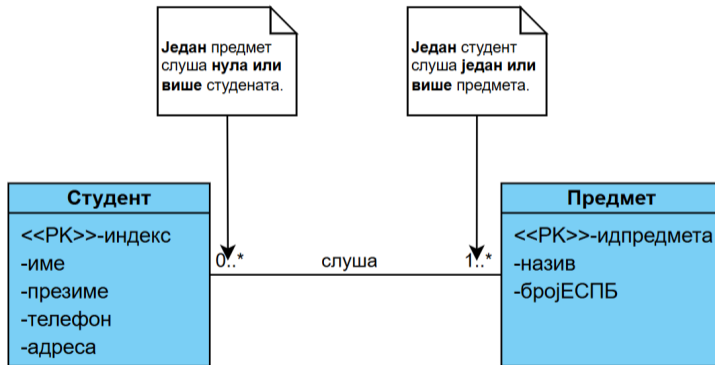 Један предмет
слуша нула или
више студената.
Један студент
слуша један или
више предмета.
Студент
<<PK>>-индекс
-име
-презиме
-телефон
-адреса
0..*
слуша
1..*
Предмет
<<PK>>-идпредмета
-назив
-бројЕСПБ